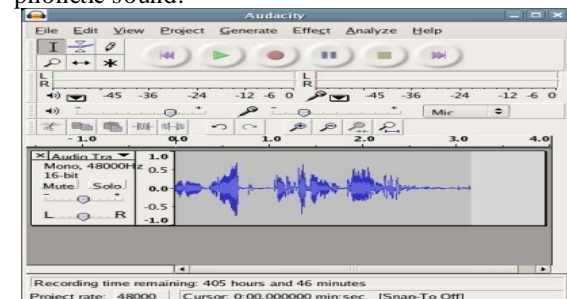 phonetic sound.
Audacity
File Edit View Project Generate Effect Analyze Help
L
R
L
R
-45 -36 -24 -12 -6 0 -45 -36 -24 -12 -6 0
- + - + Mic
- 1.0 0.0 1.0 2.0 3.0 4.0
X Audio Tra 1.0
Mono, 48000Hz
16-bit 0.5
Mute Solo 0.0
- + -0.5
L R -1.0
Recording time remaining: 405 hours and 46 minutes
Project rate: 48000 Cursor: 0:00.000000 min:sec [Snap-To Off]